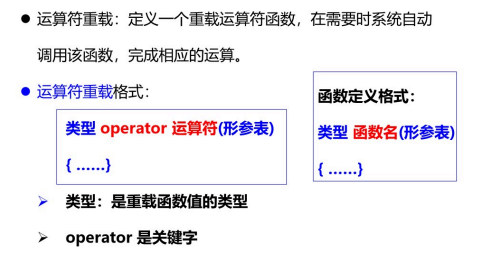 ● 运算符重载：定义一个重载运算符函数，在需要时系统自动
调用该函数，完成相应的运算。
● 运算符重载格式：
类型 operator 运算符(形参表)
{ ……}
函数定义格式：
类型 函数名(形参表)
{ ……}
➢ 类型：是重载函数值的类型
➢ operator 是关键字